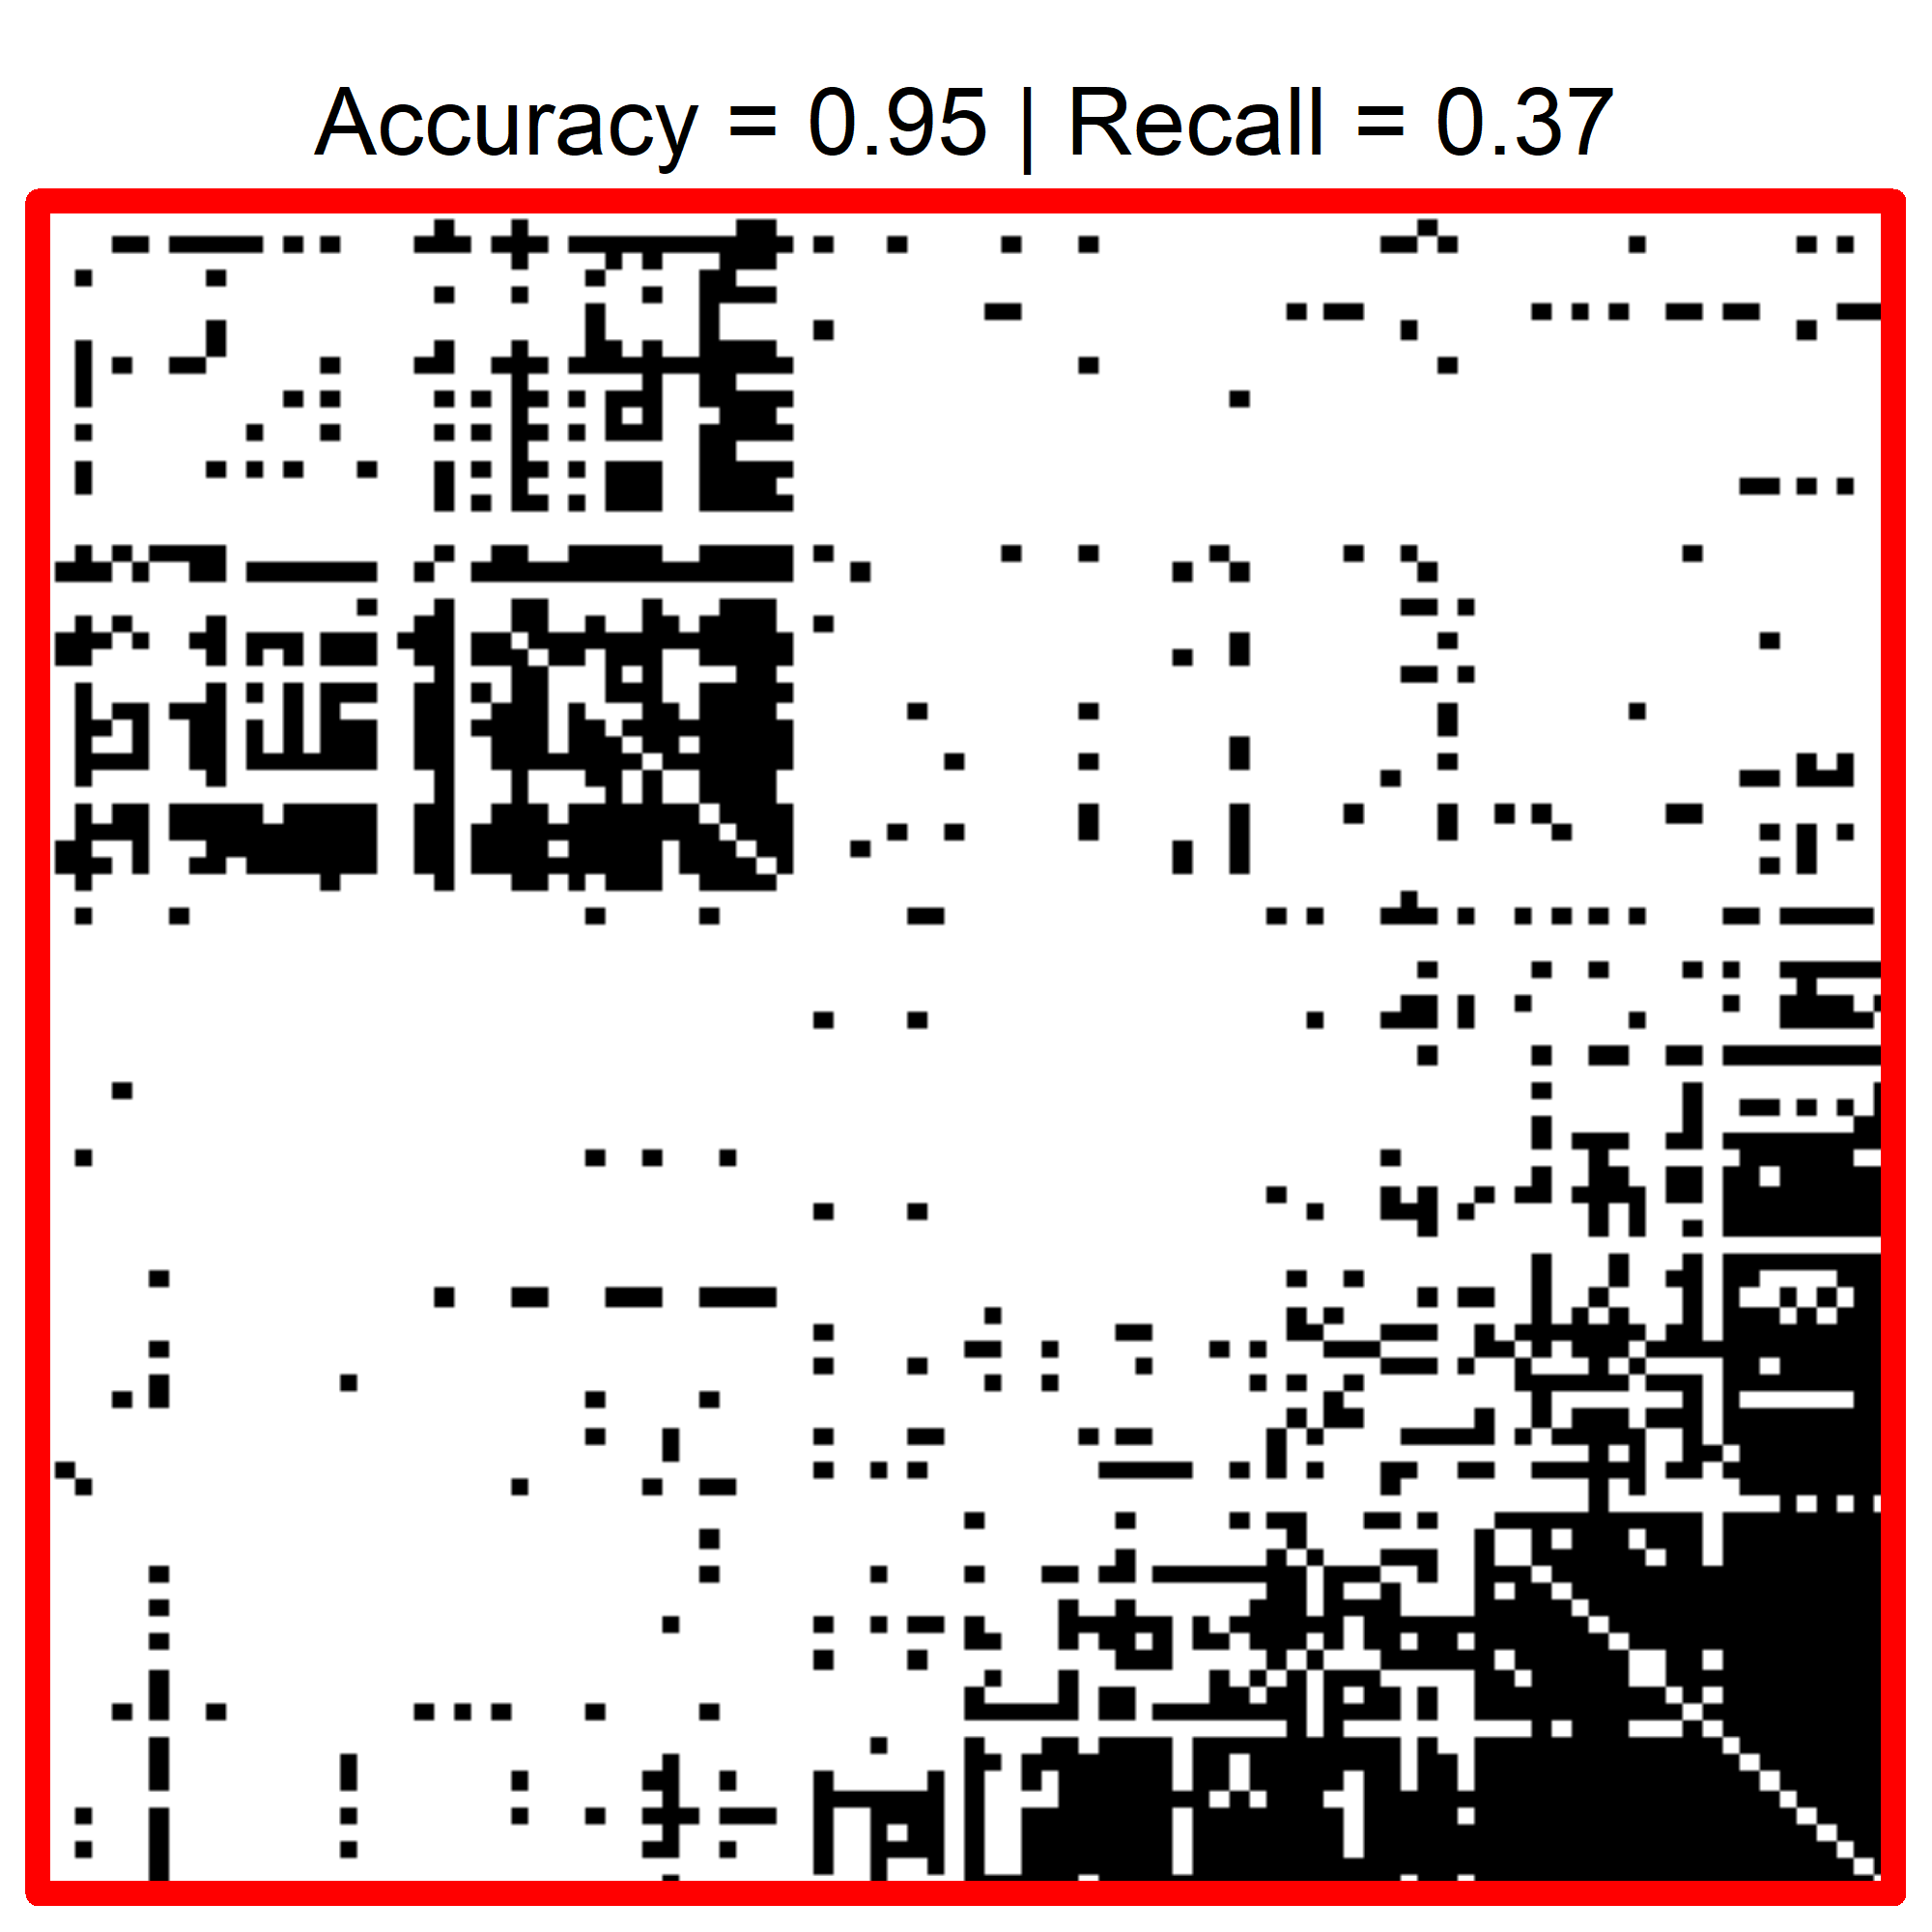 Accuracy = 0.95 | Recall = 0.37